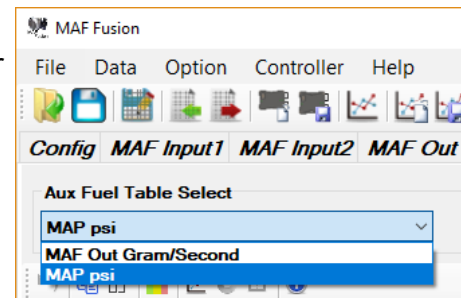 MAF Fusion
File Data Option Controller Help
Config MAF Input1 MAF Input2 MAF Out
Aux Fuel Table Select
MAP psi
MAF Out Gram/Second
MAP psi